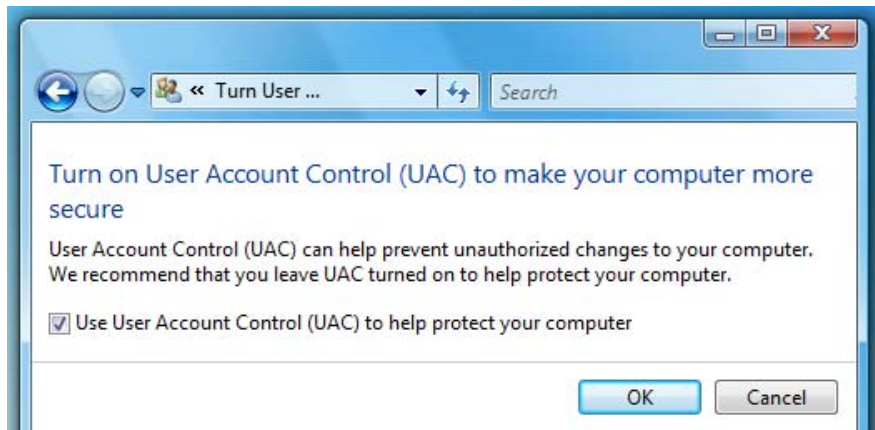 « Turn User ...
Search
Turn on User Account Control (UAC) to make your computer more
secure
User Account Control (UAC) can help prevent unauthorized changes to your computer.
We recommend that you leave UAC turned on to help protect your computer.
Use User Account Control (UAC) to help protect your computer
OK Cancel